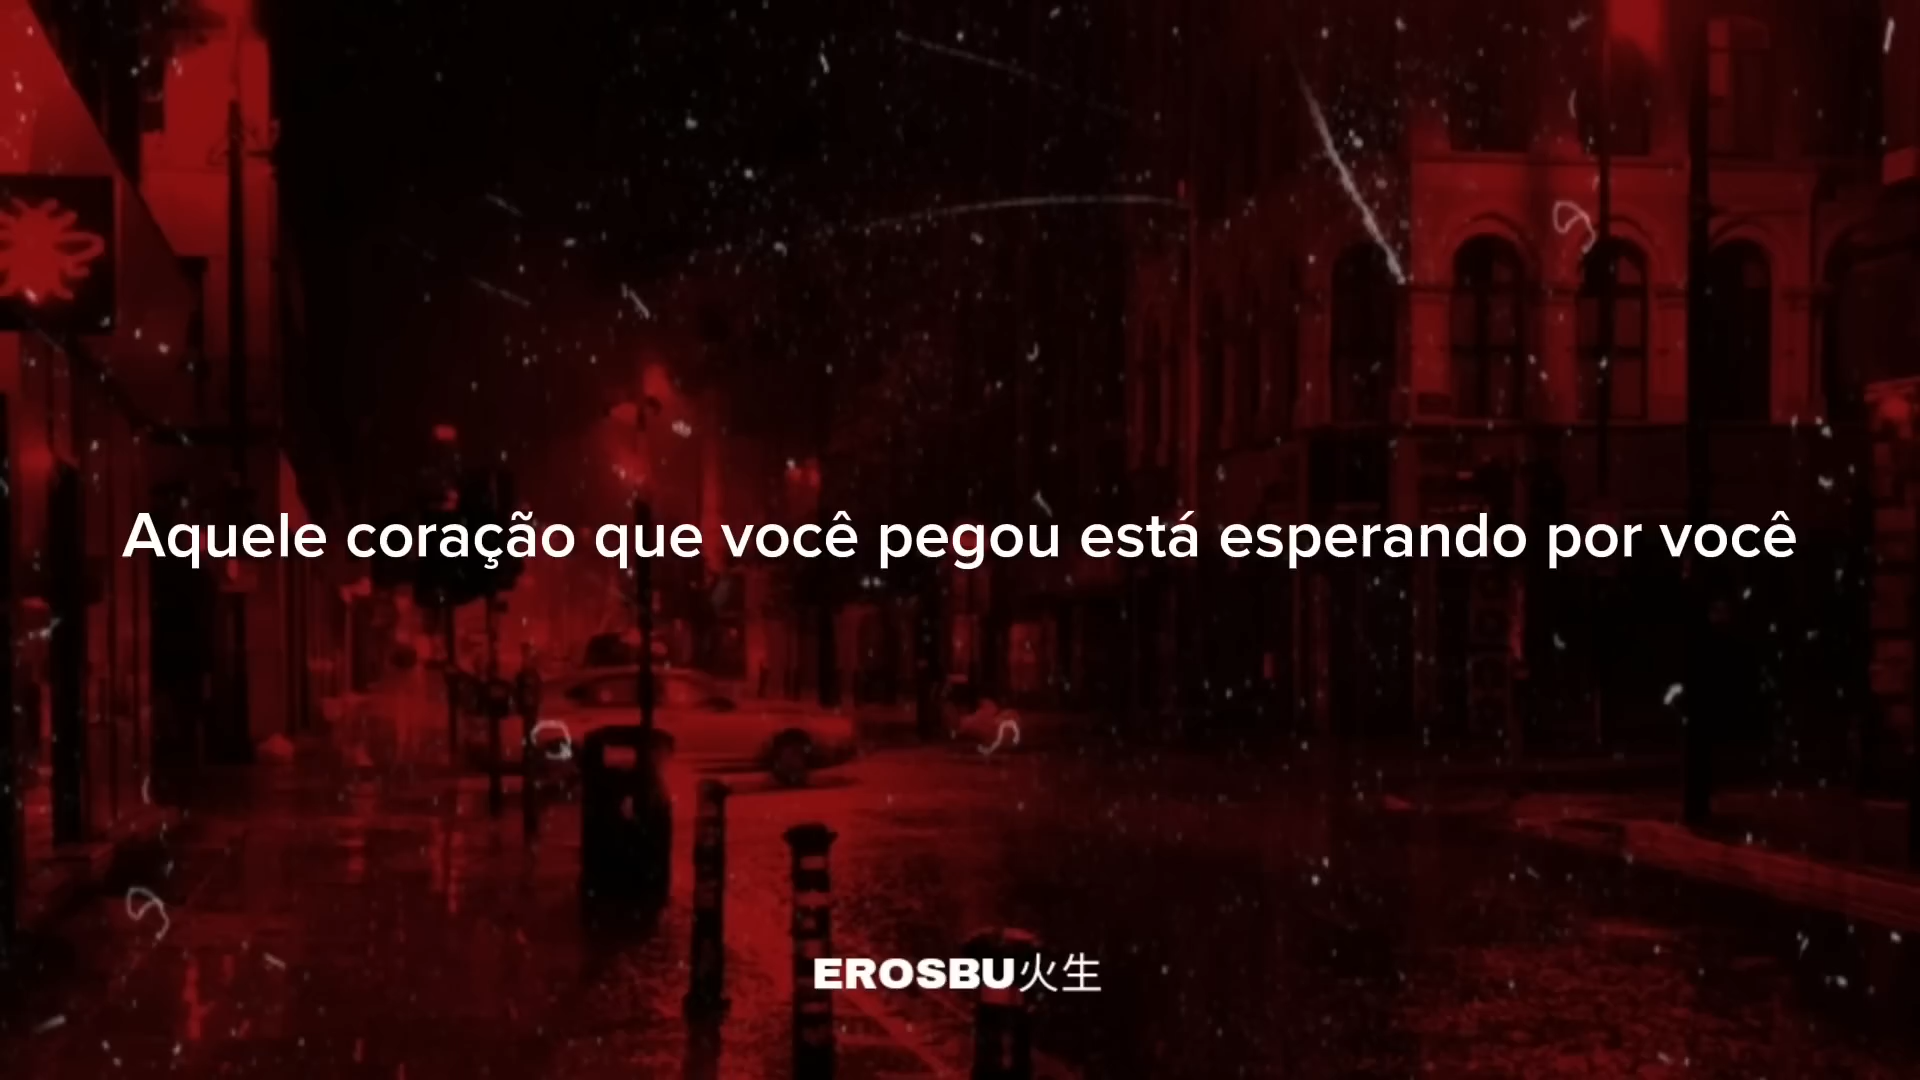 Aquele coração que você pegou está esperando por você
EROSBU火生